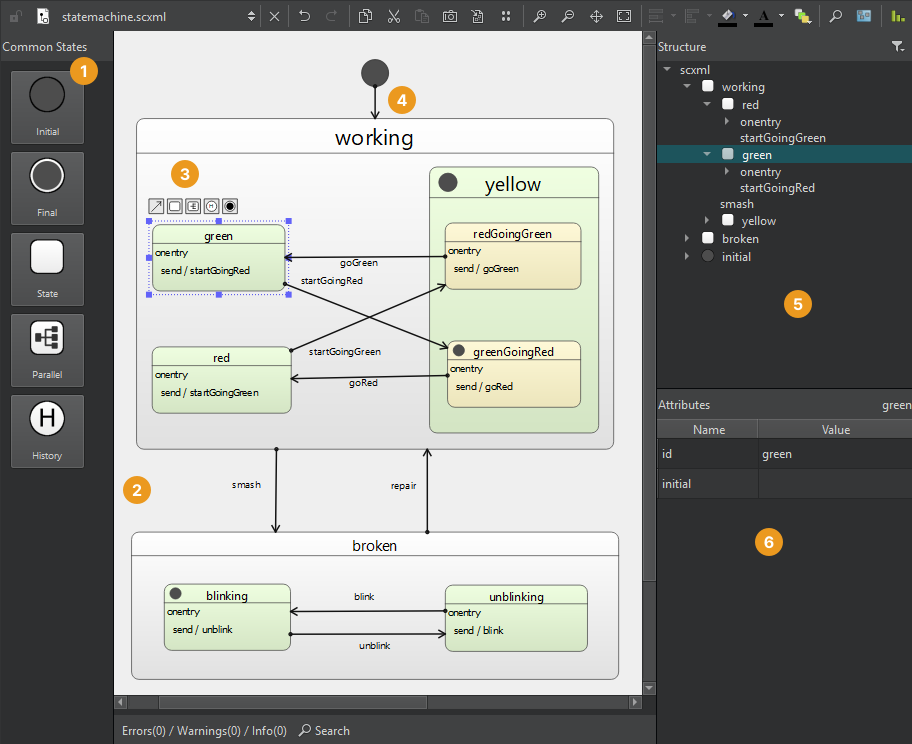 statemachine.scxml
Common States
1
Initial
Final
State
Parallel
H
History
4
working
3
H
yellow
green
onentry
send / startGoingRed
redGoingGreen
onentry
send / goGreen
goGreen
startGoingRed
red
onentry
send / startGoingGreen
startGoingGreen
goRed
greenGoingRed
onentry
send / goRed
2
smash
repair
broken
blinking
onentry
send / unblink
blink
unblink
unblinking
onentry
send / blink
Errors(0) / Warnings(0) / Info(0) Search
A
Structure
scxml
working
red
onentry
startGoingGreen
green
onentry
startGoingRed
smash
yellow
broken
initial
5
Attributes green
Name Value
id green
initial
6